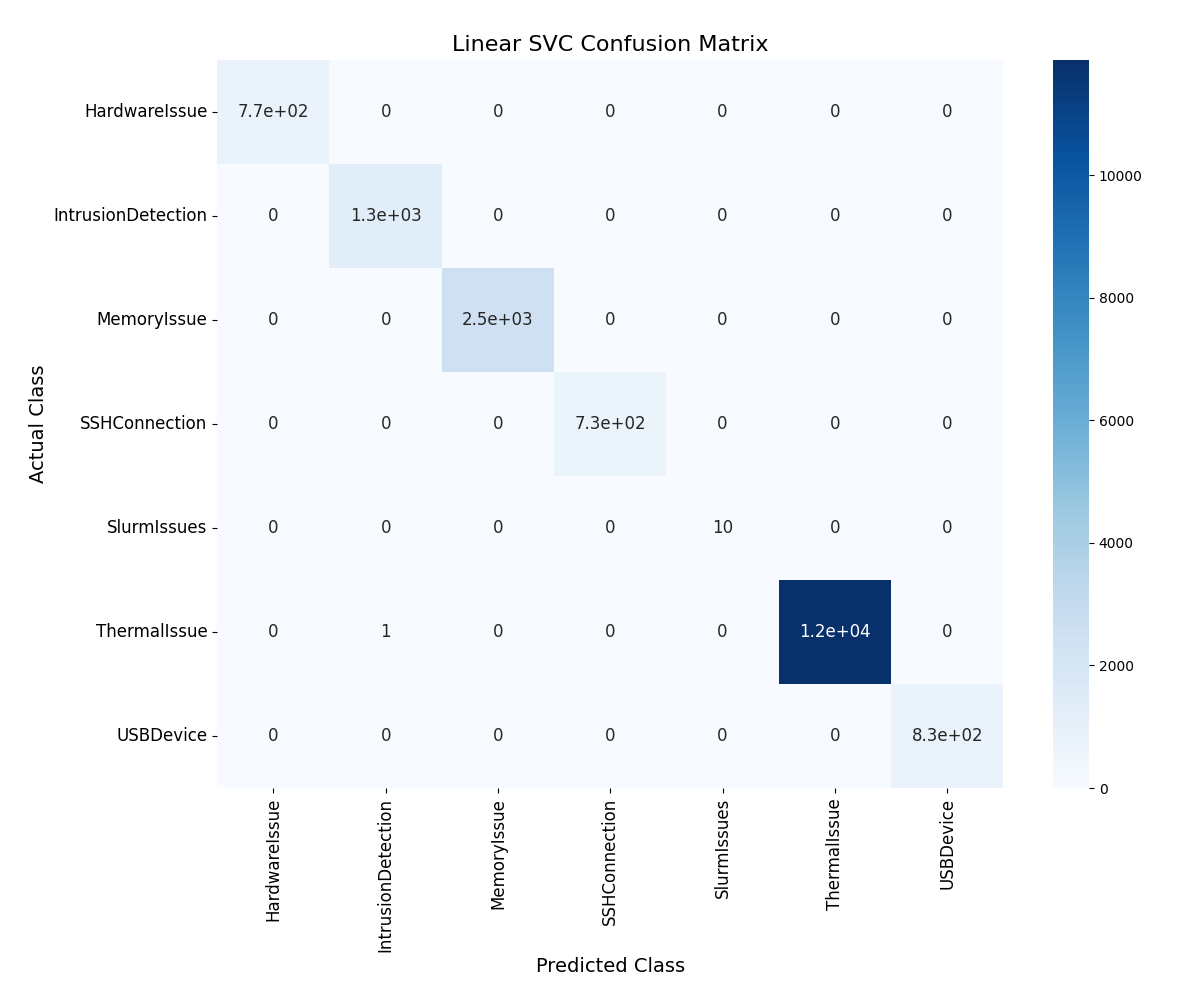 Linear SVC Confusion Matrix
HardwareIssue 7.7e+02 0 0 0 0 0 0
IntrusionDetection 0 1.3e+03 0 0 0 0 0
MemoryIssue 0 0 2.5e+03 0 0 0 0
SSHConnection 0 0 0 7.3e+02 0 0 0
SlurmIssues 0 0 0 0 10 0 0
ThermalIssue 0 1 0 0 0 1.2e+04 0
USBDevice 0 0 0 0 0 0 8.3e+02
Actual Class
HardwareIssue
IntrusionDetection
MemoryIssue
SSHConnection
SlurmIssues
ThermalIssue
USBDevice
Predicted Class
10000
8000
6000
4000
2000
0